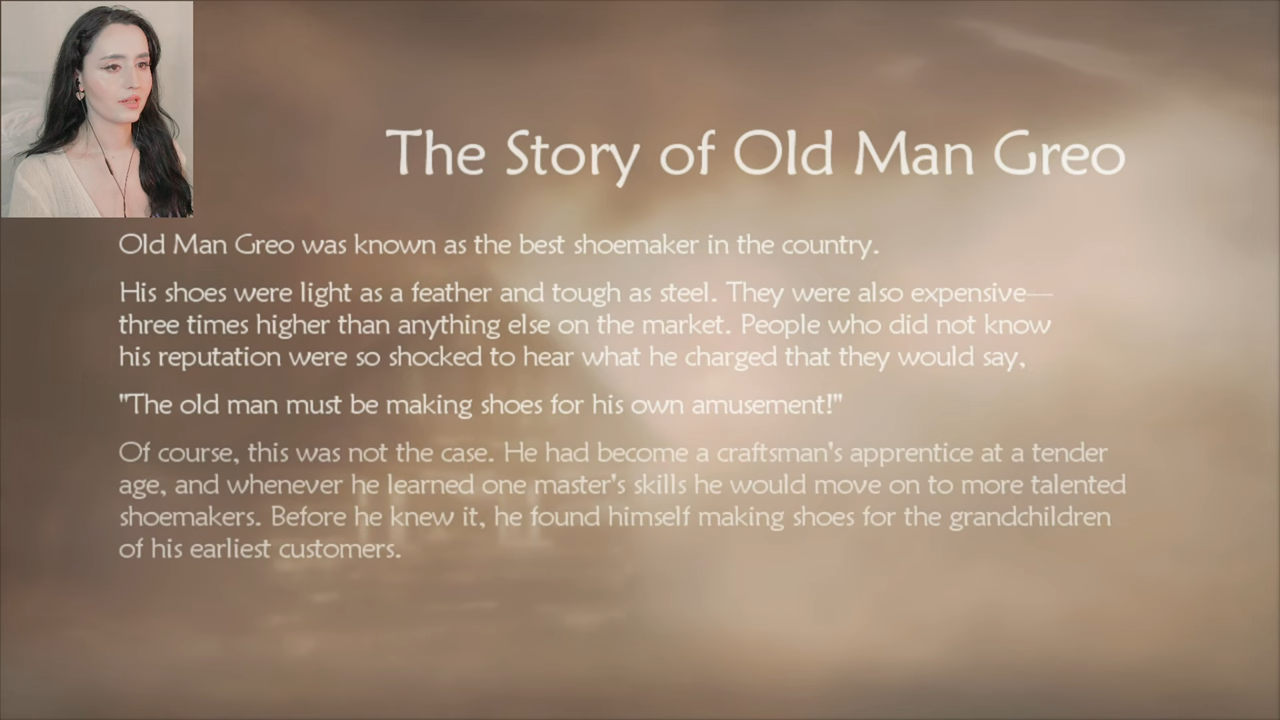 The Story of Old Man Greo
Old Man Greo was known as the best shoemaker in the country.
His shoes were light as a feather and tough as steel. They were also expensive—
three times higher than anything else on the market. People who did not know
his reputation were so shocked to hear what he charged that they would say,
"The old man must be making shoes for his own amusement!"
Of course, this was not the case. He had become a craftsman's apprentice at a tender
age, and whenever he learned one master's skills he would move on to more talented
shoemakers. Before he knew it, he found himself making shoes for the grandchildren
of his earliest customers.